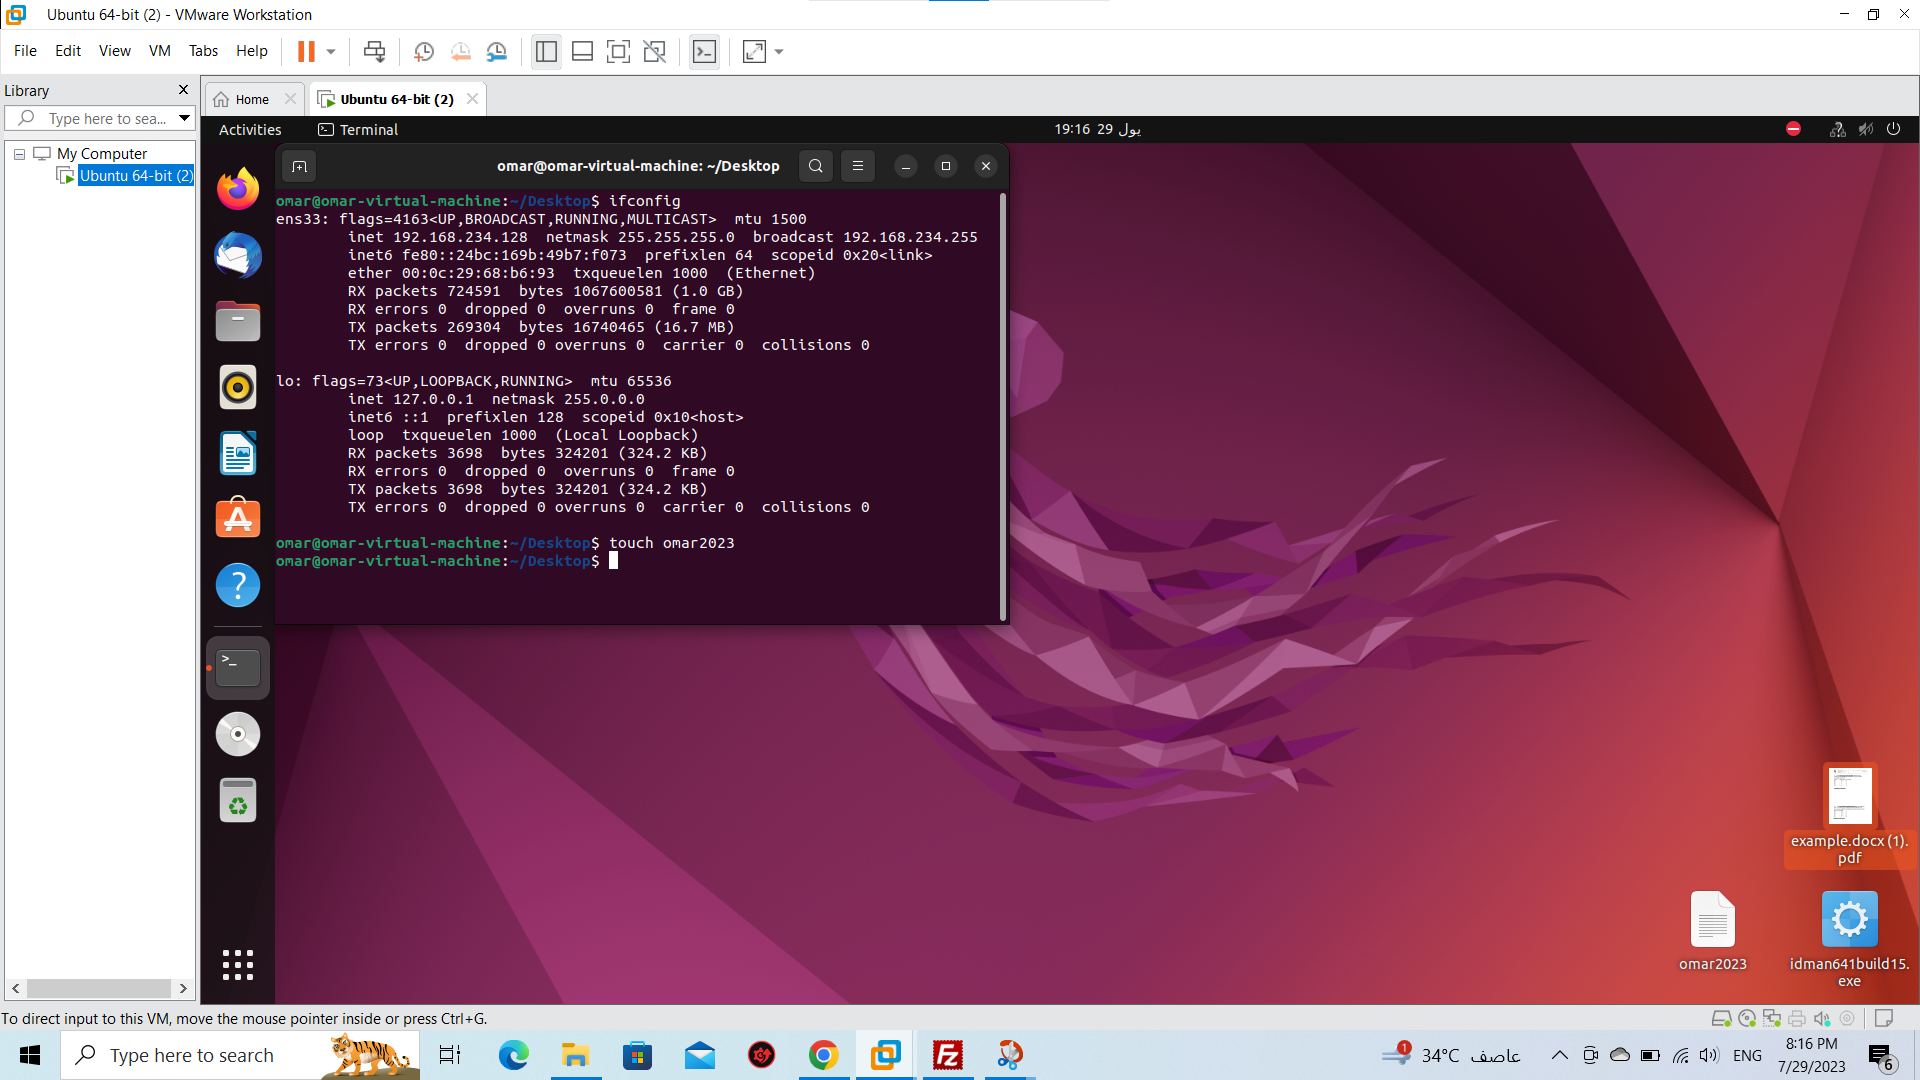 Ubuntu 64-bit (2) - VMware Workstation
File Edit View VM Tabs Help
Library
Type here to sea...
My Computer
Ubuntu 64-bit (2)
Home
Ubuntu 64-bit (2)
Activities
Terminal
19:16 29 يول
omar@omar-virtual-machine: ~/Desktop
omar@omar-virtual-machine:~/Desktop$ ifconfig
ens33: flags=4163<UP,BROADCAST,RUNNING,MULTICAST>  mtu 1500
        inet 192.168.234.128  netmask 255.255.255.0  broadcast 192.168.234.255
        inet6 fe80::24bc:169b:49b7:f073  prefixlen 64  scopeid 0x20<link>
        ether 00:0c:29:68:b6:93  txqueuelen 1000  (Ethernet)
        RX packets 724591  bytes 1067600581 (1.0 GB)
        RX errors 0  dropped 0  overruns 0  frame 0
        TX packets 269304  bytes 16740465 (16.7 MB)
        TX errors 0  dropped 0 overruns 0  carrier 0  collisions 0
lo: flags=73<UP,LOOPBACK,RUNNING>  mtu 65536
        inet 127.0.0.1  netmask 255.0.0.0
        inet6 ::1  prefixlen 128  scopeid 0x10<host>
        loop  txqueuelen 1000  (Local Loopback)
        RX packets 3698  bytes 324201 (324.2 KB)
        RX errors 0  dropped 0  overruns 0  frame 0
        TX packets 3698  bytes 324201 (324.2 KB)
        TX errors 0  dropped 0 overruns 0  carrier 0  collisions 0
omar@omar-virtual-machine:~/Desktop$ touch omar2023
omar@omar-virtual-machine:~/Desktop$
example.docx (1).
pdf
omar2023
idman641build15.
exe
To direct input to this VM, move the mouse pointer inside or press Ctrl+G.
Type here to search
1
34°C عاصف
ENG
8:16 PM
7/29/2023
6